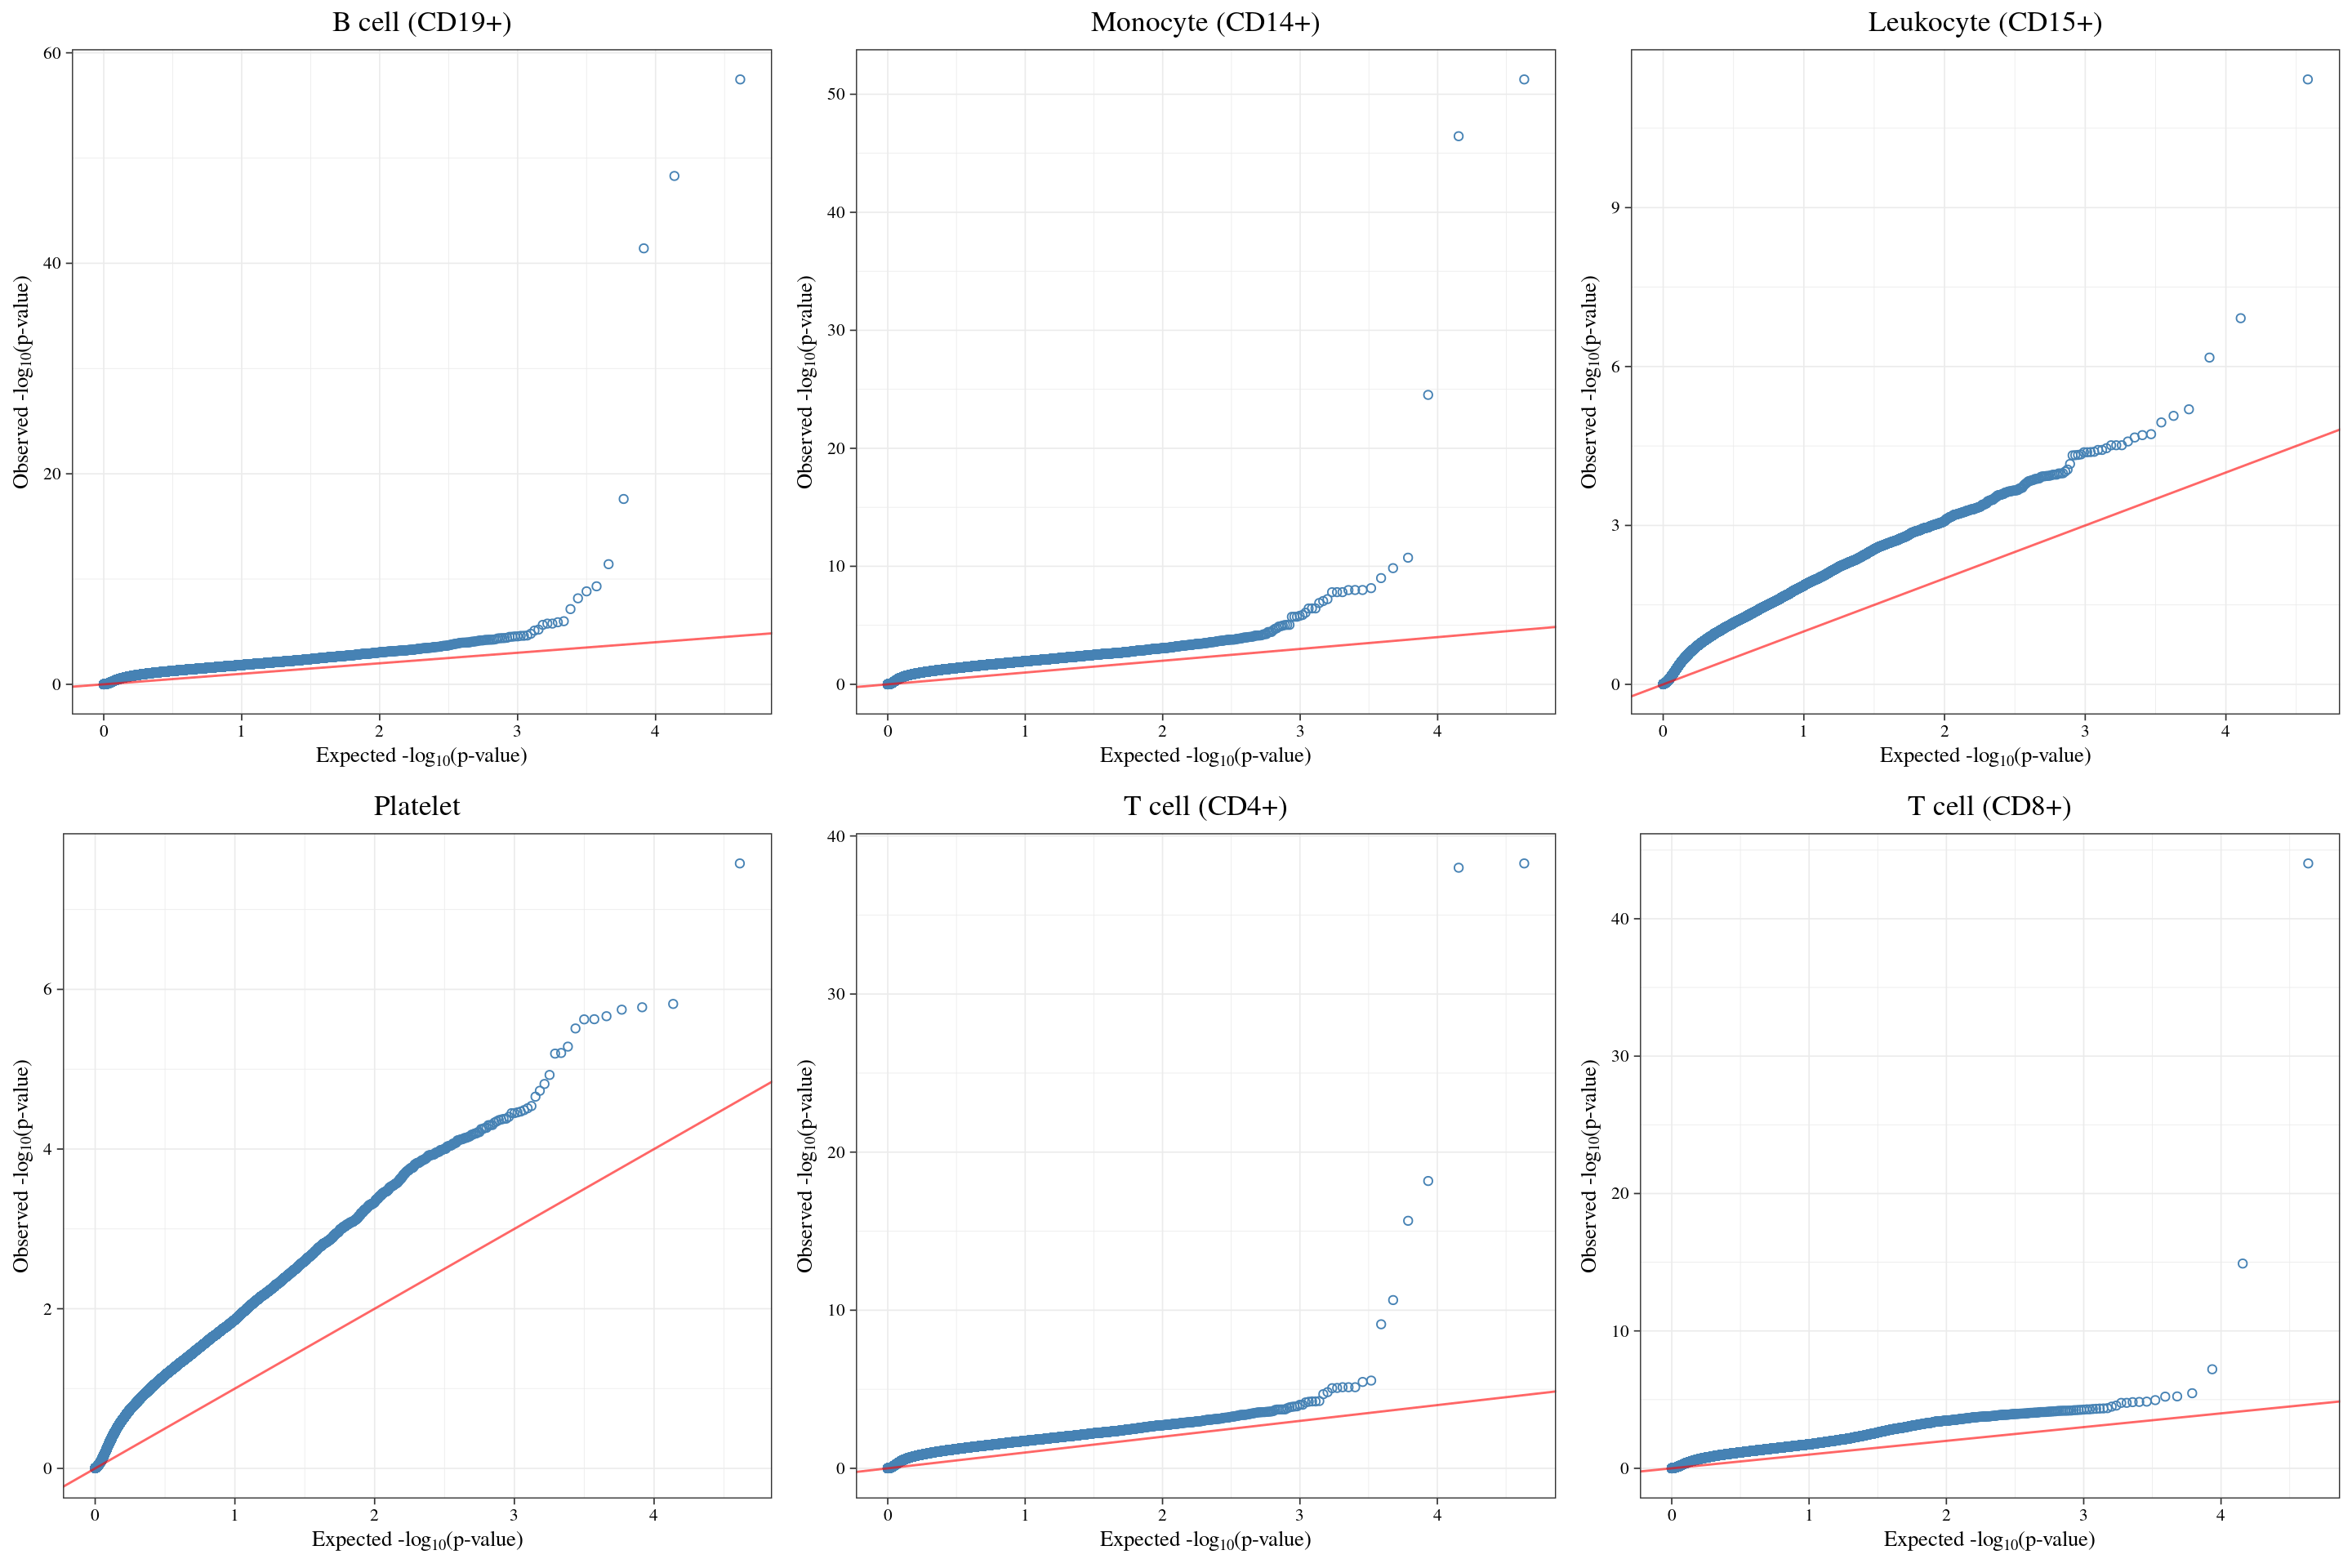 B cell (CD19+)
60
40
20
0
0 1 2 3 4
Expected -log10(p-value)
Observed -log10(p-value)
Monocyte (CD14+)
50
40
30
20
10
0
0 1 2 3 4
Expected -log10(p-value)
Observed -log10(p-value)
Leukocyte (CD15+)
9
6
3
0
0 1 2 3 4
Expected -log10(p-value)
Observed -log10(p-value)
Platelet
6
4
2
0
0 1 2 3 4
Expected -log10(p-value)
Observed -log10(p-value)
T cell (CD4+)
40
30
20
10
0
0 1 2 3 4
Expected -log10(p-value)
Observed -log10(p-value)
T cell (CD8+)
40
30
20
10
0
0 1 2 3 4
Expected -log10(p-value)
Observed -log10(p-value)